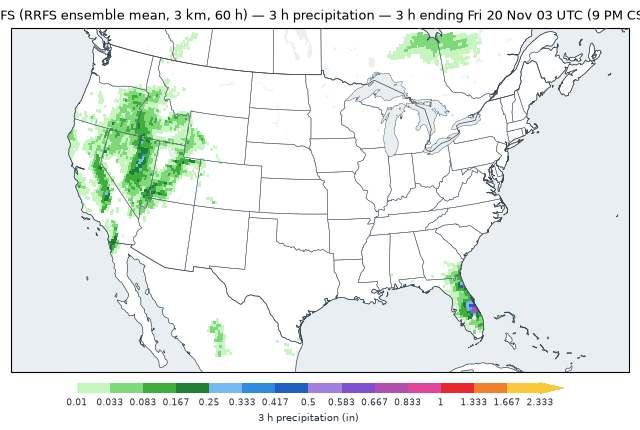 FS (RRFS ensemble mean, 3 km, 60 h) — 3 h precipitation — 3 h ending Fri 20 Nov 03 UTC (9 PM CS
0.01 0.033 0.083 0.167 0.25 0.333 0.417 0.5 0.583 0.667 0.833 1 1.333 1.667 2.333
3 h precipitation (in)